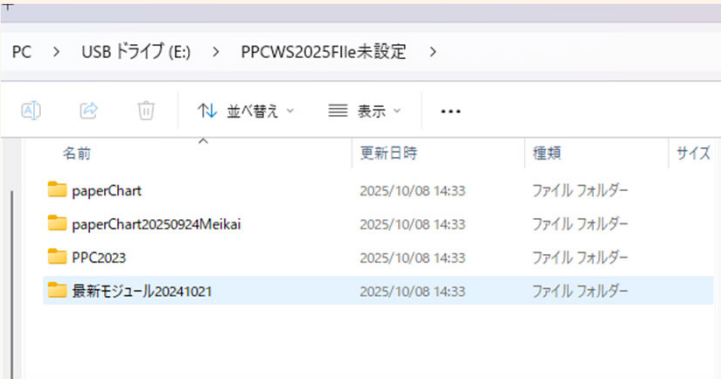 PC > USB ドライブ (E:) > PPCWS2025FIle未設定 >
並べ替え 表示 ...
名前 更新日時 種類 サイズ
paperChart 2025/10/08 14:33 ファイル フォルダー
paperChart20250924Meikai 2025/10/08 14:33 ファイル フォルダー
PPC2023 2025/10/08 14:33 ファイル フォルダー
最新モジュール20241021 2025/10/08 14:33 ファイル フォルダー